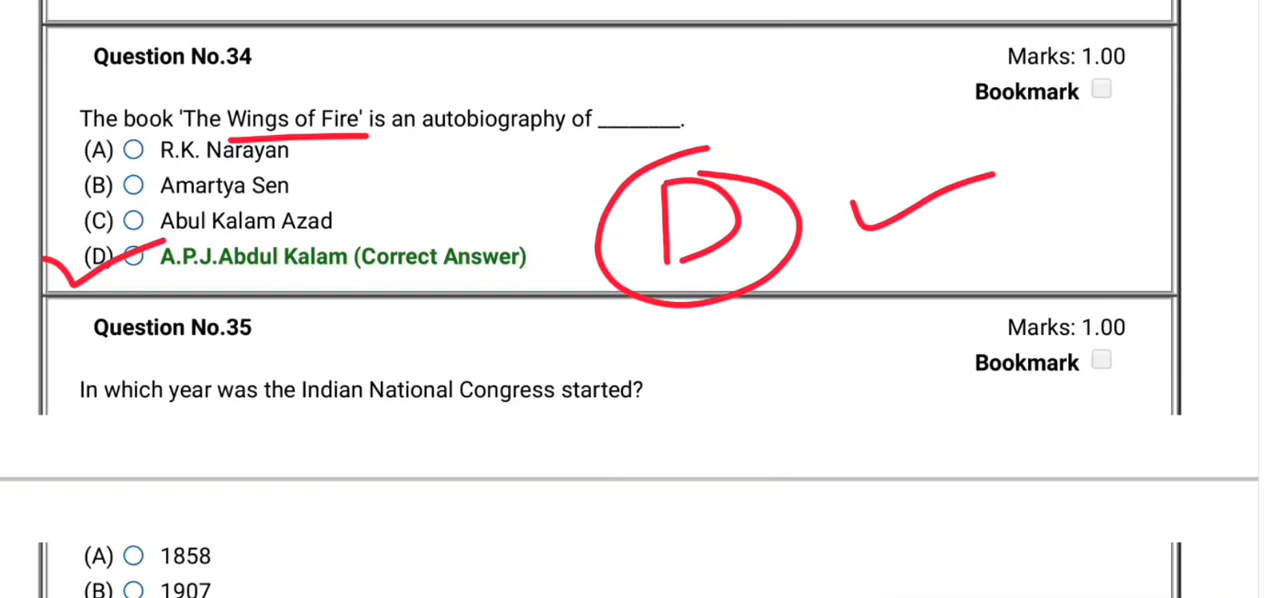 Question No.34
Marks: 1.00
Bookmark
The book 'The Wings of Fire' is an autobiography of ________.
(A) R.K. Narayan
(B) Amartya Sen
(C) Abul Kalam Azad
(D) A.P.J.Abdul Kalam (Correct Answer)
D
Question No.35
Marks: 1.00
Bookmark
In which year was the Indian National Congress started?
(A) 1858
(B) 1907